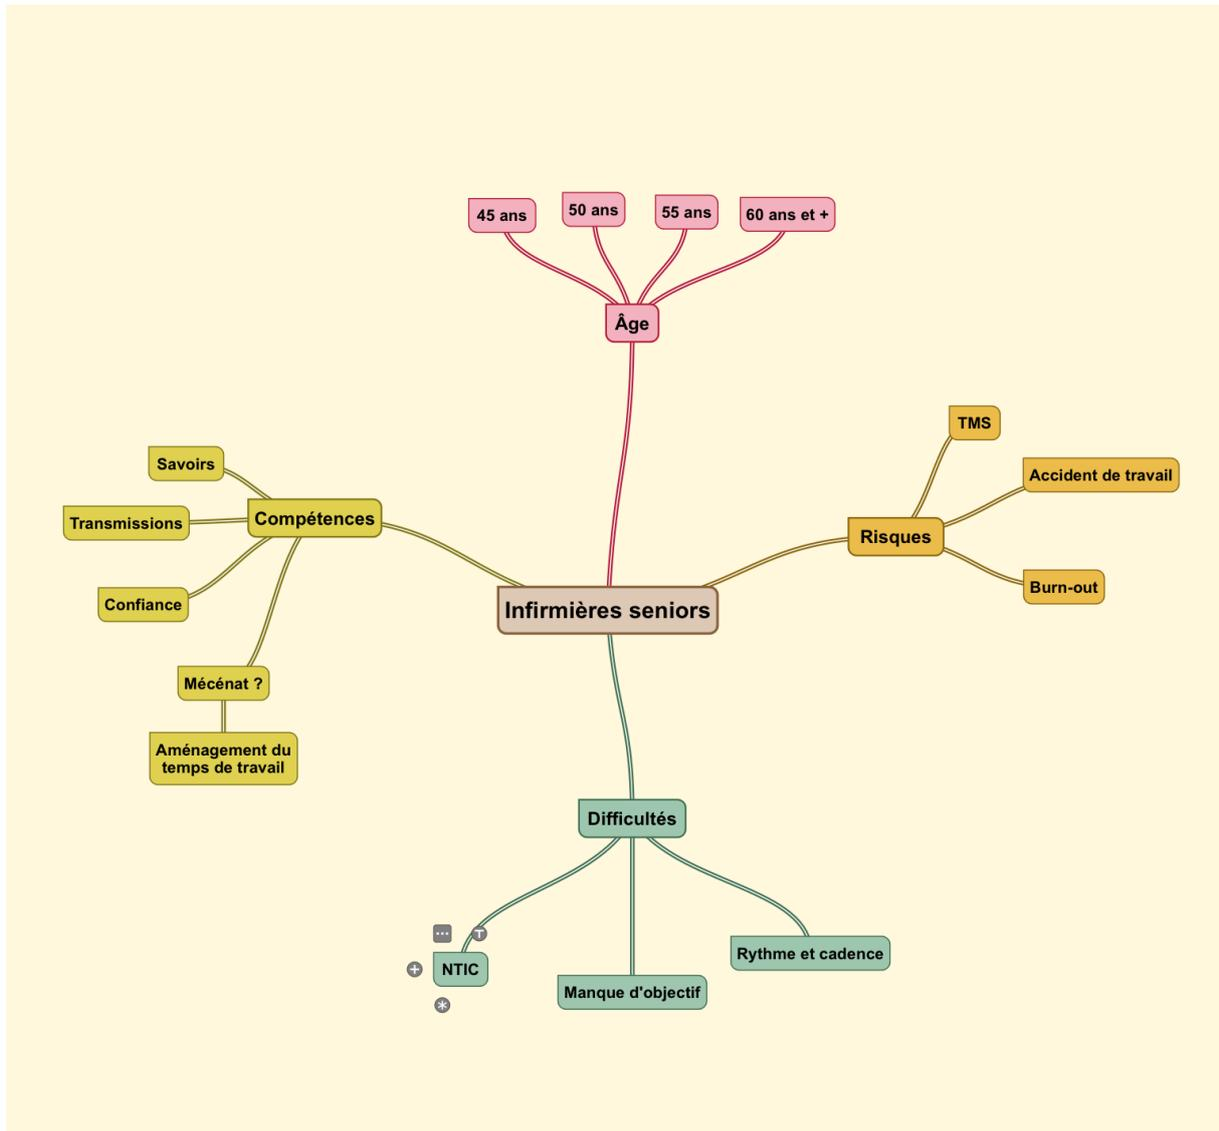 45 ans
50 ans
55 ans
60 ans et +
Âge
TMS
Accident de travail
Risques
Burn-out
Savoirs
Compétences
Transmissions
Confiance
Mécénat ?
Aménagement du
temps de travail
Infirmières seniors
Difficultés
NTIC
Manque d'objectif
Rythme et cadence